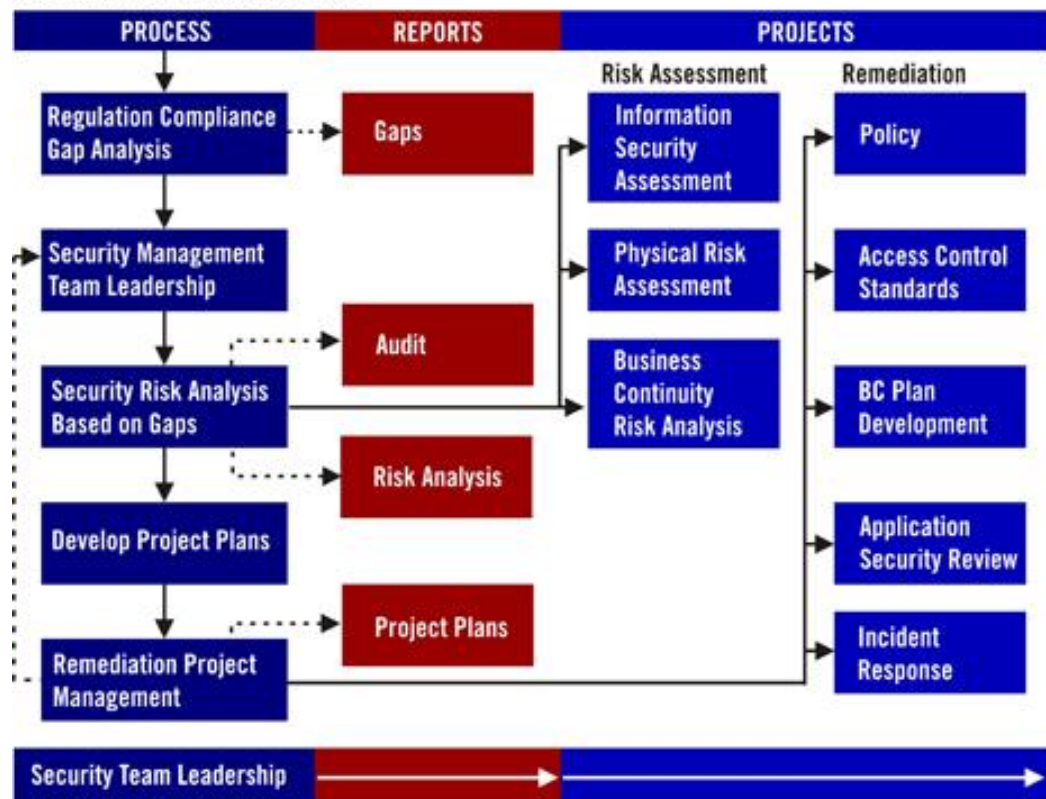 PROCESS
REPORTS
PROJECTS
Risk Assessment
Remediation
Regulation Compliance
Gap Analysis
Gaps
Information
Security
Assessment
Policy
Security Management
Team Leadership
Physical Risk
Assessment
Access Control
Standards
Audit
Security Risk Analysis
Based on Gaps
Business
Continuity
Risk Analysis
BC Plan
Development
Risk Analysis
Develop Project Plans
Application
Security Review
Project Plans
Remediation Project
Management
Incident
Response
Security Team Leadership